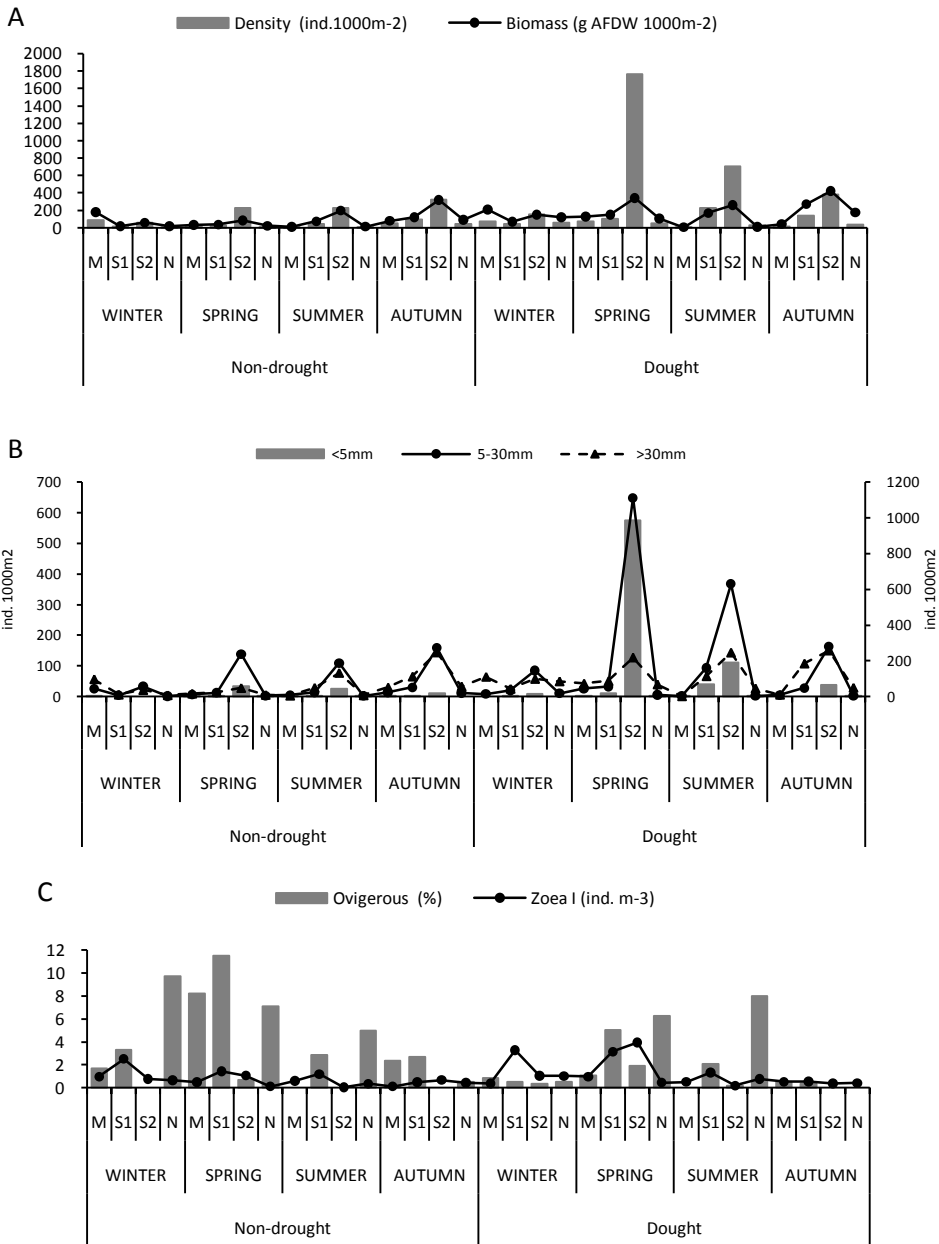 A
Density (ind.1000m-2) Biomass (g AFDW 1000m-2)
2000
1800
1600
1400
1200
1000
800
600
400
200
0
M S1 S2 N M S1 S2 N M S1 S2 N M S1 S2 N M S1 S2 N M S1 S2 N M S1 S2 N M S1 S2 N
WINTER SPRING SUMMER AUTUMN WINTER SPRING SUMMER AUTUMN
Non-drought Dought
B
<5mm 5-30mm >30mm
700 1200
600 1000
500 800
400 600
300 400
200 200
100 0
0
ind. 1000m2
ind. 1000m2
M S1 S2 N M S1 S2 N M S1 S2 N M S1 S2 N M S1 S2 N M S1 S2 N M S1 S2 N M S1 S2 N
WINTER SPRING SUMMER AUTUMN WINTER SPRING SUMMER AUTUMN
Non-drought Dought
C
Ovigerous (%) Zoea I (ind. m-3)
12
10
8
6
4
2
0
M S1 S2 N M S1 S2 N M S1 S2 N M S1 S2 N M S1 S2 N M S1 S2 N M S1 S2 N M S1 S2 N
WINTER SPRING SUMMER AUTUMN WINTER SPRING SUMMER AUTUMN
Non-drought Dought